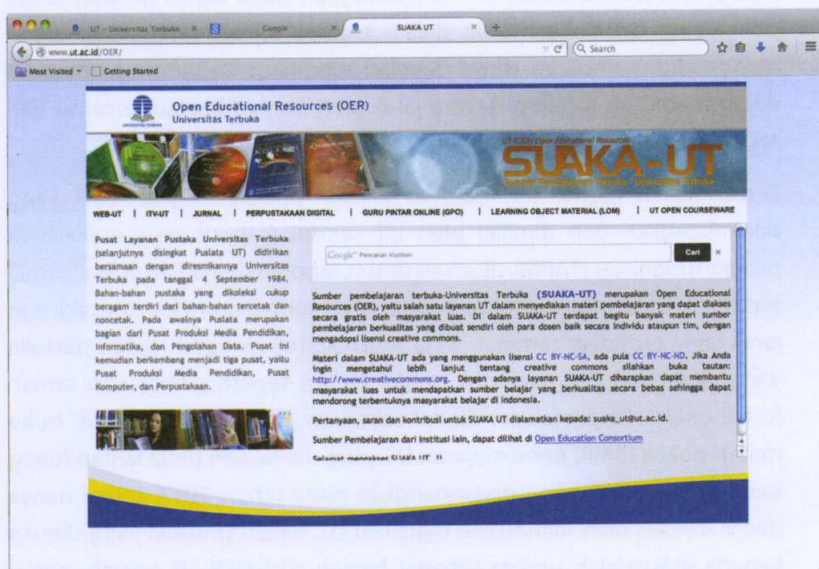 UT - Universitas Terbuka
Google
SUAKA UT
www.ut.ac.id/OER/
Search
Most Visited
Getting Started
Open Educational Resources (OER)
Universitas Terbuka
UNIVERSITAS TERBUKA
SUAKA-UT
WEB-UT | ITV-UT | JURNAL | PERPUSTAKAAN DIGITAL | GURU PINTAR ONLINE (GPO) | LEARNING OBJECT MATERIAL (LOM) | UT OPEN COURSEWARE
Pusat Layanan Pustaka Universitas Terbuka
(selanjutnya disingkat Puslata UT) didirikan
bersamaan dengan diresmikannya Universitas
Terbuka pada tanggal 4 September 1984.
Bahan-bahan pustaka yang dikoleksi cukup
beragam terdiri dari bahan-bahan tercetak dan
noncetak. Pada awalnya Puslata merupakan
bagian dari Pusat Produksi Media Pendidikan,
Informatika, dan Pengolahan Data. Pusat ini
kemudian berkembang menjadi tiga pusat, yaitu
Pusat Produksi Media Pendidikan, Pusat
Komputer, dan Perpustakaan.
Google Pencarian Khusus
Cari
Sumber pembelajaran terbuka-Universitas Terbuka (SUAKA-UT) merupakan Open Educational
Resources (OER), yaitu salah satu layanan UT dalam menyediakan materi pembelajaran yang dapat diakses
secara gratis oleh masyarakat luas. Di dalam SUAKA-UT terdapat begitu banyak materi sumber
pembelajaran berkualitas yang dibuat sendiri oleh para dosen baik secara individu ataupun tim, dengan
mengadopsi lisensi creative commons.
Materi dalam SUAKA-UT ada yang menggunakan lisensi CC BY-NC-SA, ada pula CC BY-NC-ND. Jika Anda
ingin mengetahui lebih lanjut tentang creative commons silahkan buka tautan:
http://www.creativecommons.org. Dengan adanya layanan SUAKA-UT diharapkan dapat membantu
masyarakat luas untuk mendapatkan sumber belajar yang berkualitas secara bebas sehingga dapat
mendorong terbentuknya masyarakat belajar di indonesia.
Pertanyaan, saran dan kontribusi untuk SUAKA UT dialamatkan kepada: suaka_ut@ut.ac.id.
Sumber Pembelajaran dari institusi lain, dapat dilihat di Open Education Consortium